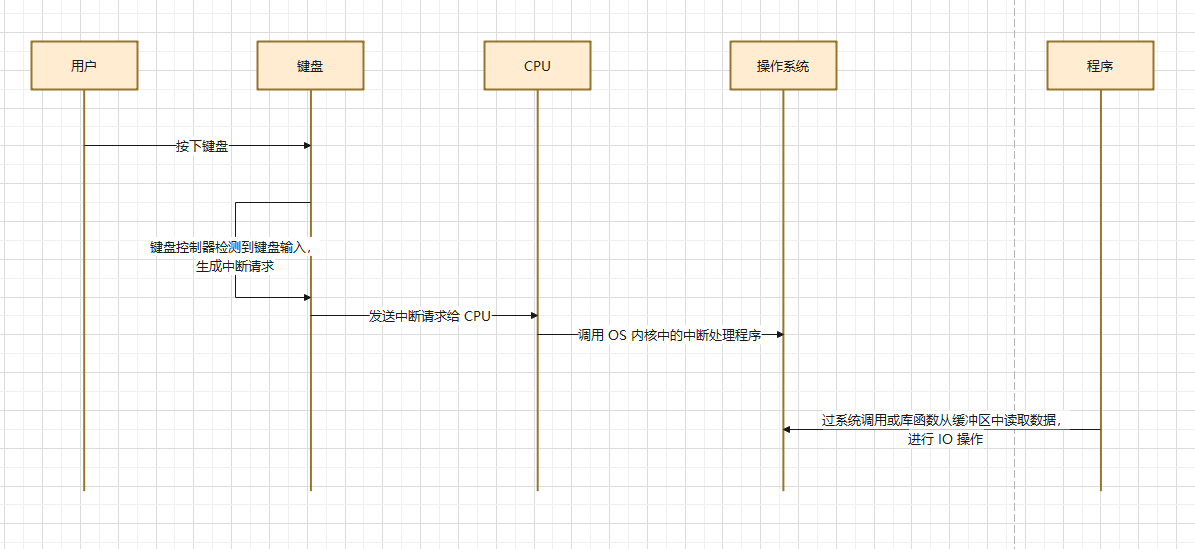 用户
键盘
CPU
操作系统
程序
按下键盘
键盘控制器检测到键盘输入，
生成中断请求
发送中断请求给 CPU
调用 OS 内核中的中断处理程序
过系统调用或库函数从缓冲区中读取数据，
进行 IO 操作